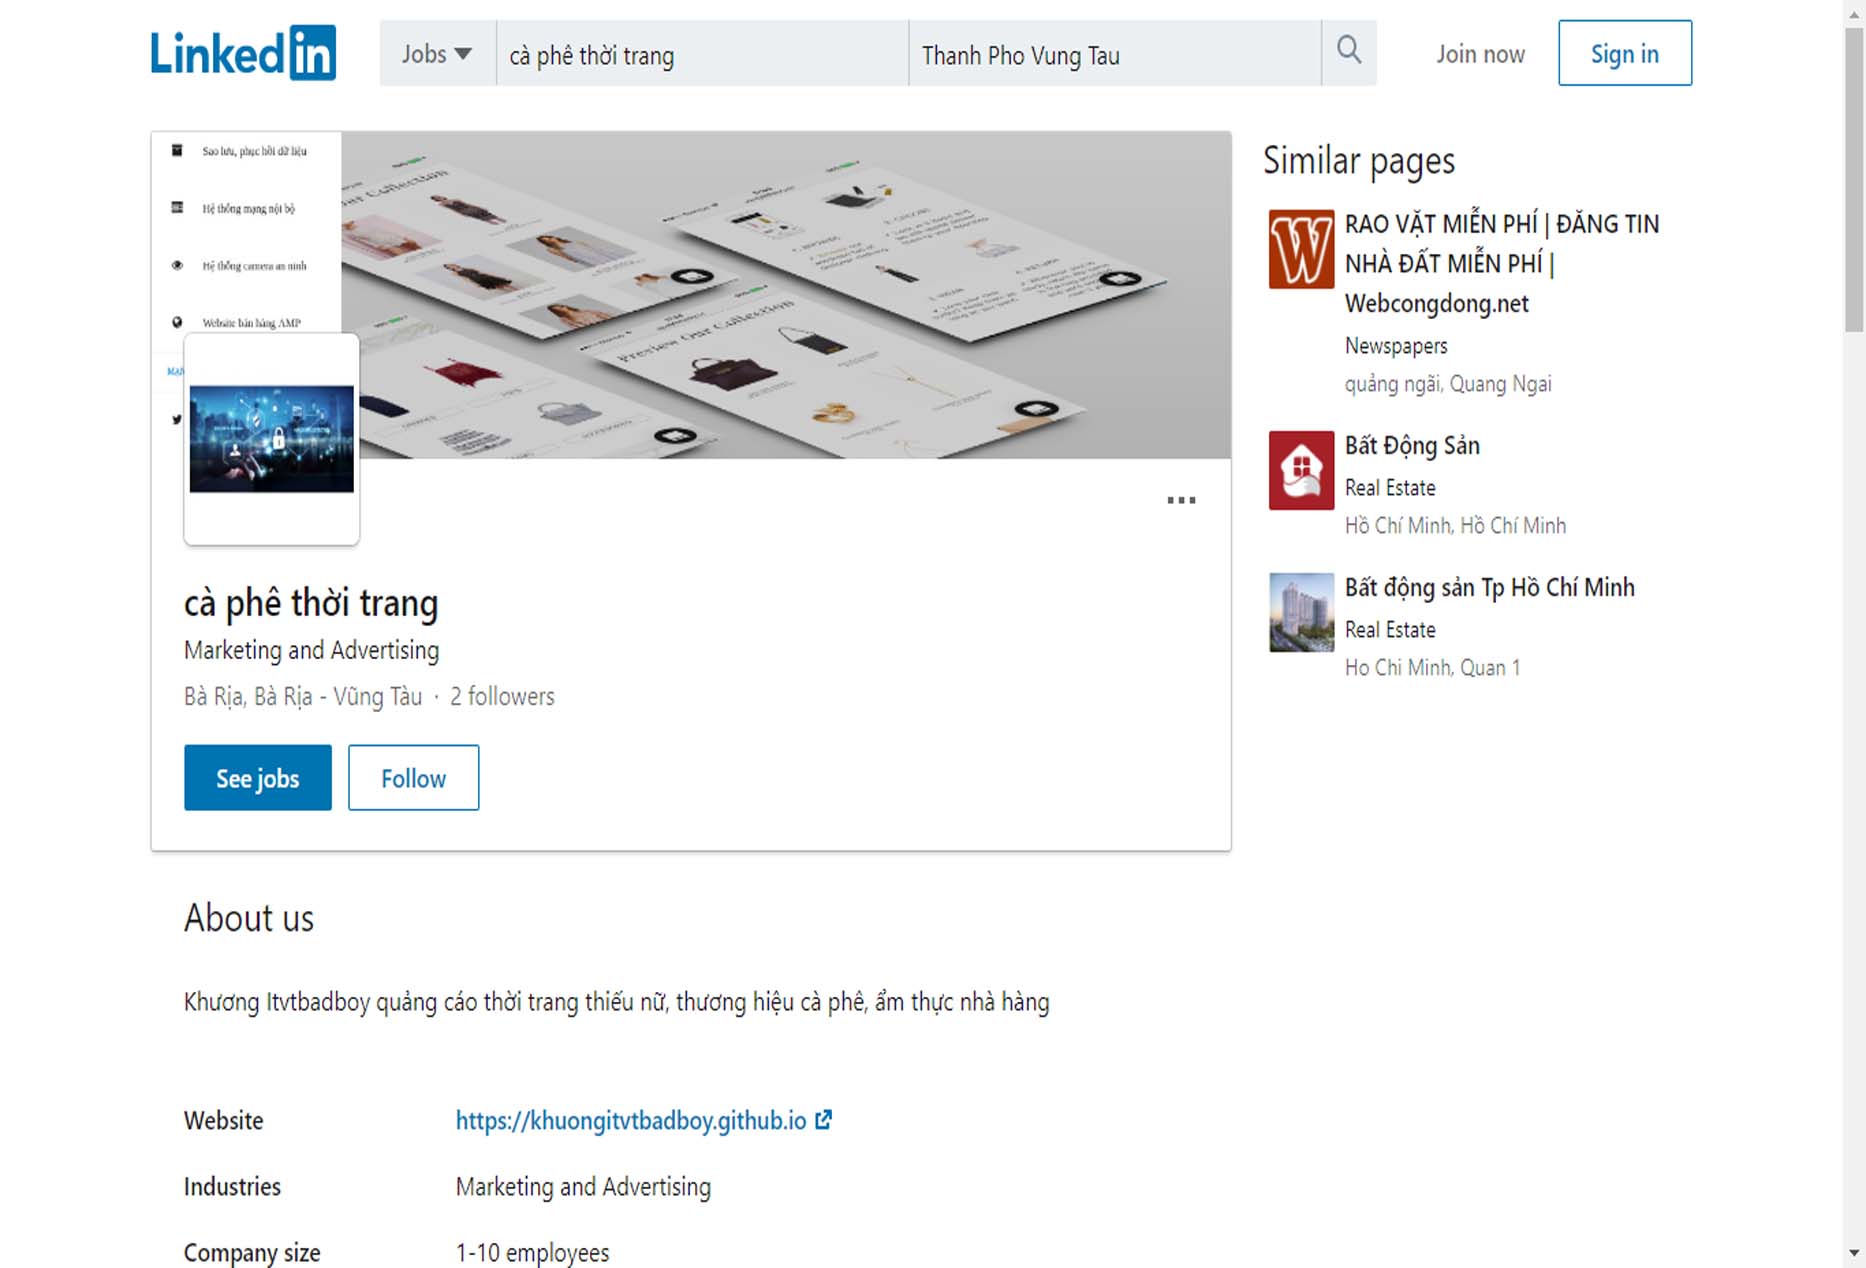 LinkedIn
Jobs
cà phê thời trang
Thanh Pho Vung Tau
Join now
Sign in
Sao lưu, phục hồi dữ liệu
Hệ thống mạng nội bộ
Hệ thống camera an ninh
Website bán hàng AMP
Our Collection
Preview Our Collection
cà phê thời trang
Marketing and Advertising
Bà Rịa, Bà Rịa - Vũng Tàu · 2 followers
See jobs
Follow
About us
Khương Itvtbadboy quảng cáo thời trang thiếu nữ, thương hiệu cà phê, ẩm thực nhà hàng
Website
https://khuongitvtbadboy.github.io
Industries
Marketing and Advertising
Company size
1-10 employees
Similar pages
W
RAO VẶT MIỄN PHÍ | ĐĂNG TIN
NHÀ ĐẤT MIỄN PHÍ |
Webcongdong.net
Newspapers
quảng ngãi, Quang Ngai
Bất Động Sản
Real Estate
Hồ Chí Minh, Hồ Chí Minh
Bất động sản Tp Hồ Chí Minh
Real Estate
Ho Chi Minh, Quan 1